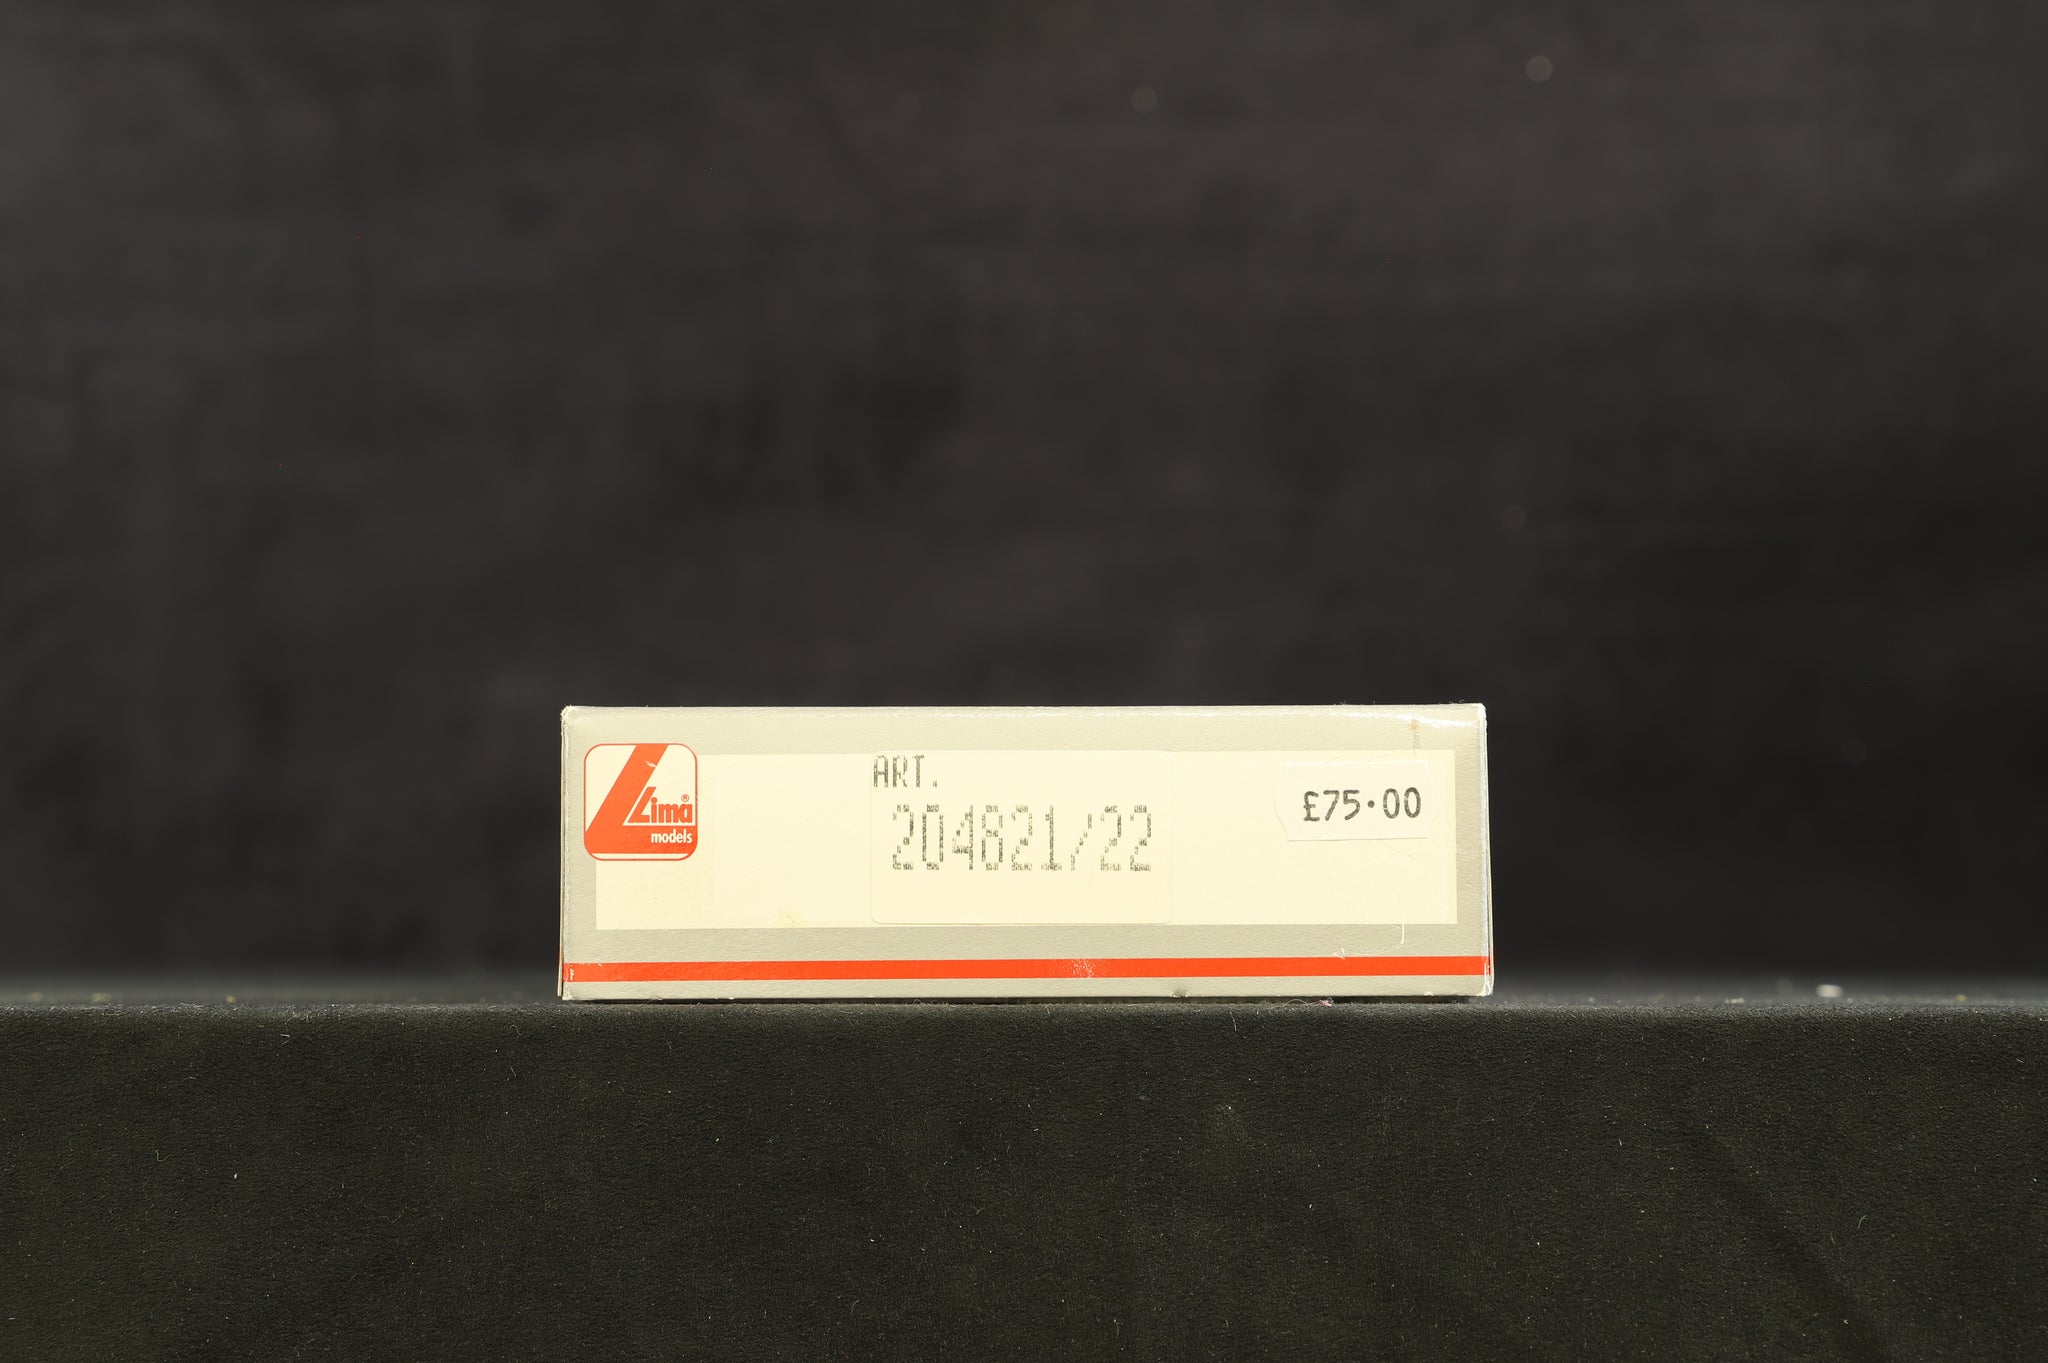 Lima®
models
ART.
204821/22
£75.00